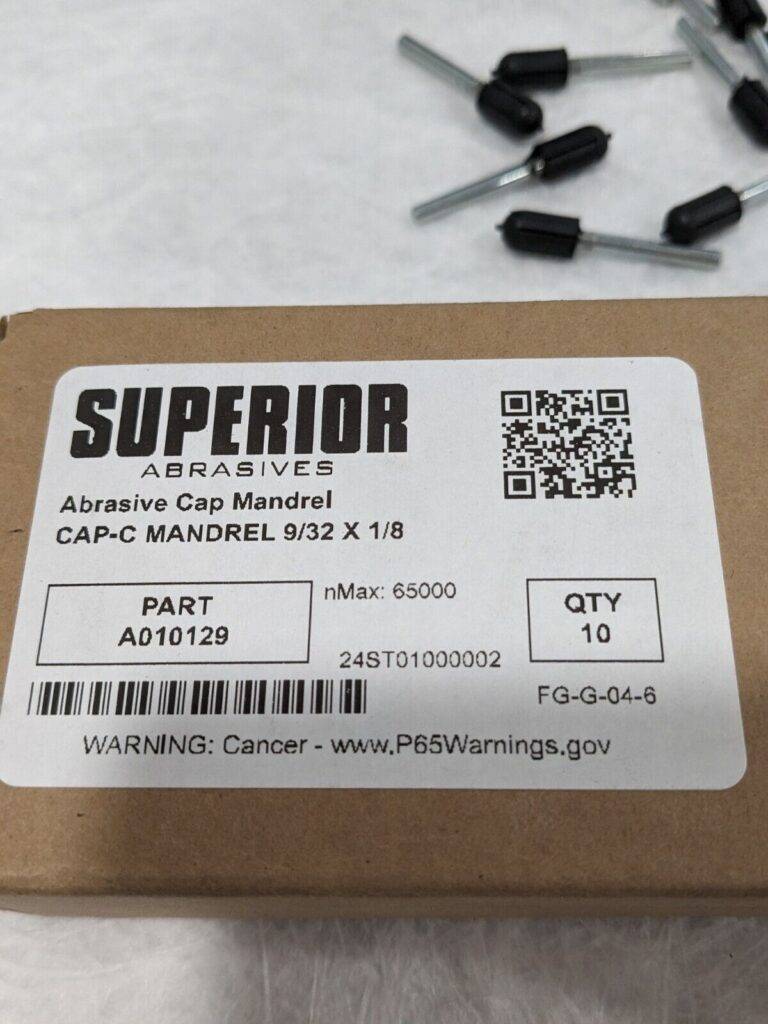 SUPERIOR
ABRASIVES
Abrasive Cap Mandrel
CAP-C MANDREL 9/32 X 1/8
PART
A010129
nMax: 65000
24ST01000002
QTY
10
FG-G-04-6
WARNING: Cancer - www.P65Warnings.gov